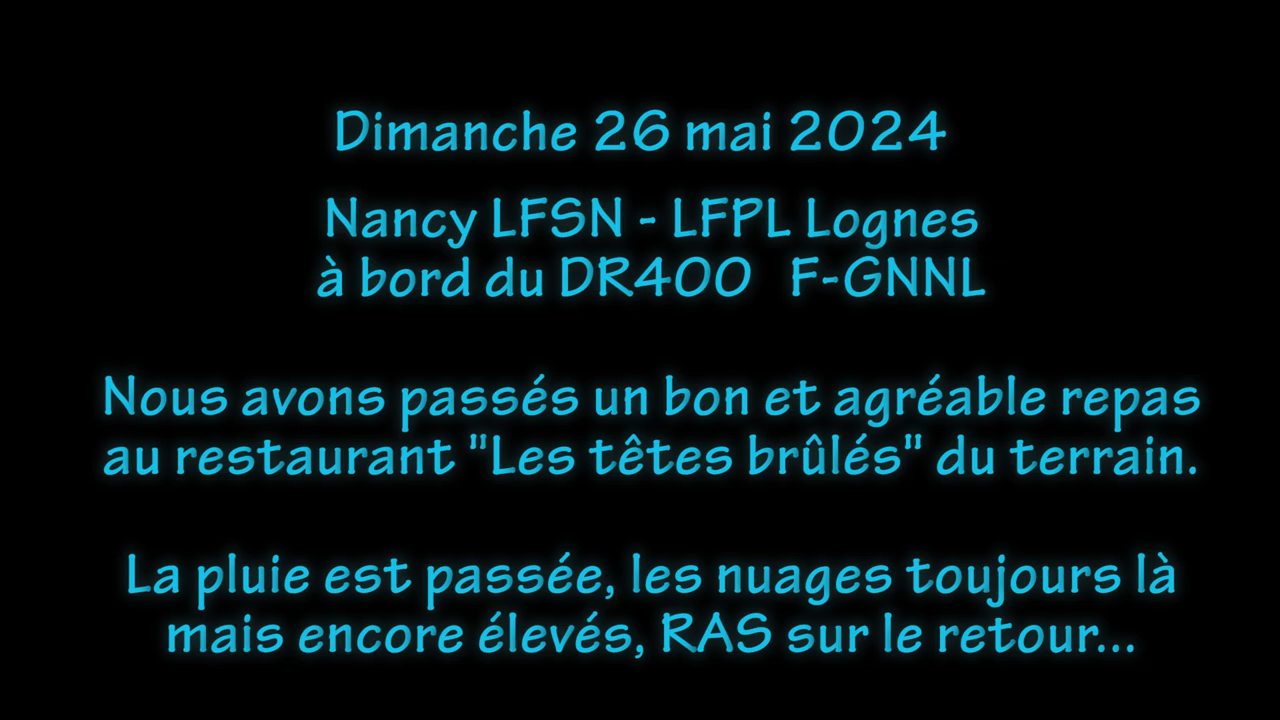 Dimanche 26 mai 2024
Nancy LFSN - LFPL Lognes
à bord du DR400 F-GNNL
Nous avons passés un bon et agréable repas
au restaurant "Les têtes brûlés" du terrain.
La pluie est passée, les nuages toujours là
mais encore élevés, RAS sur le retour...